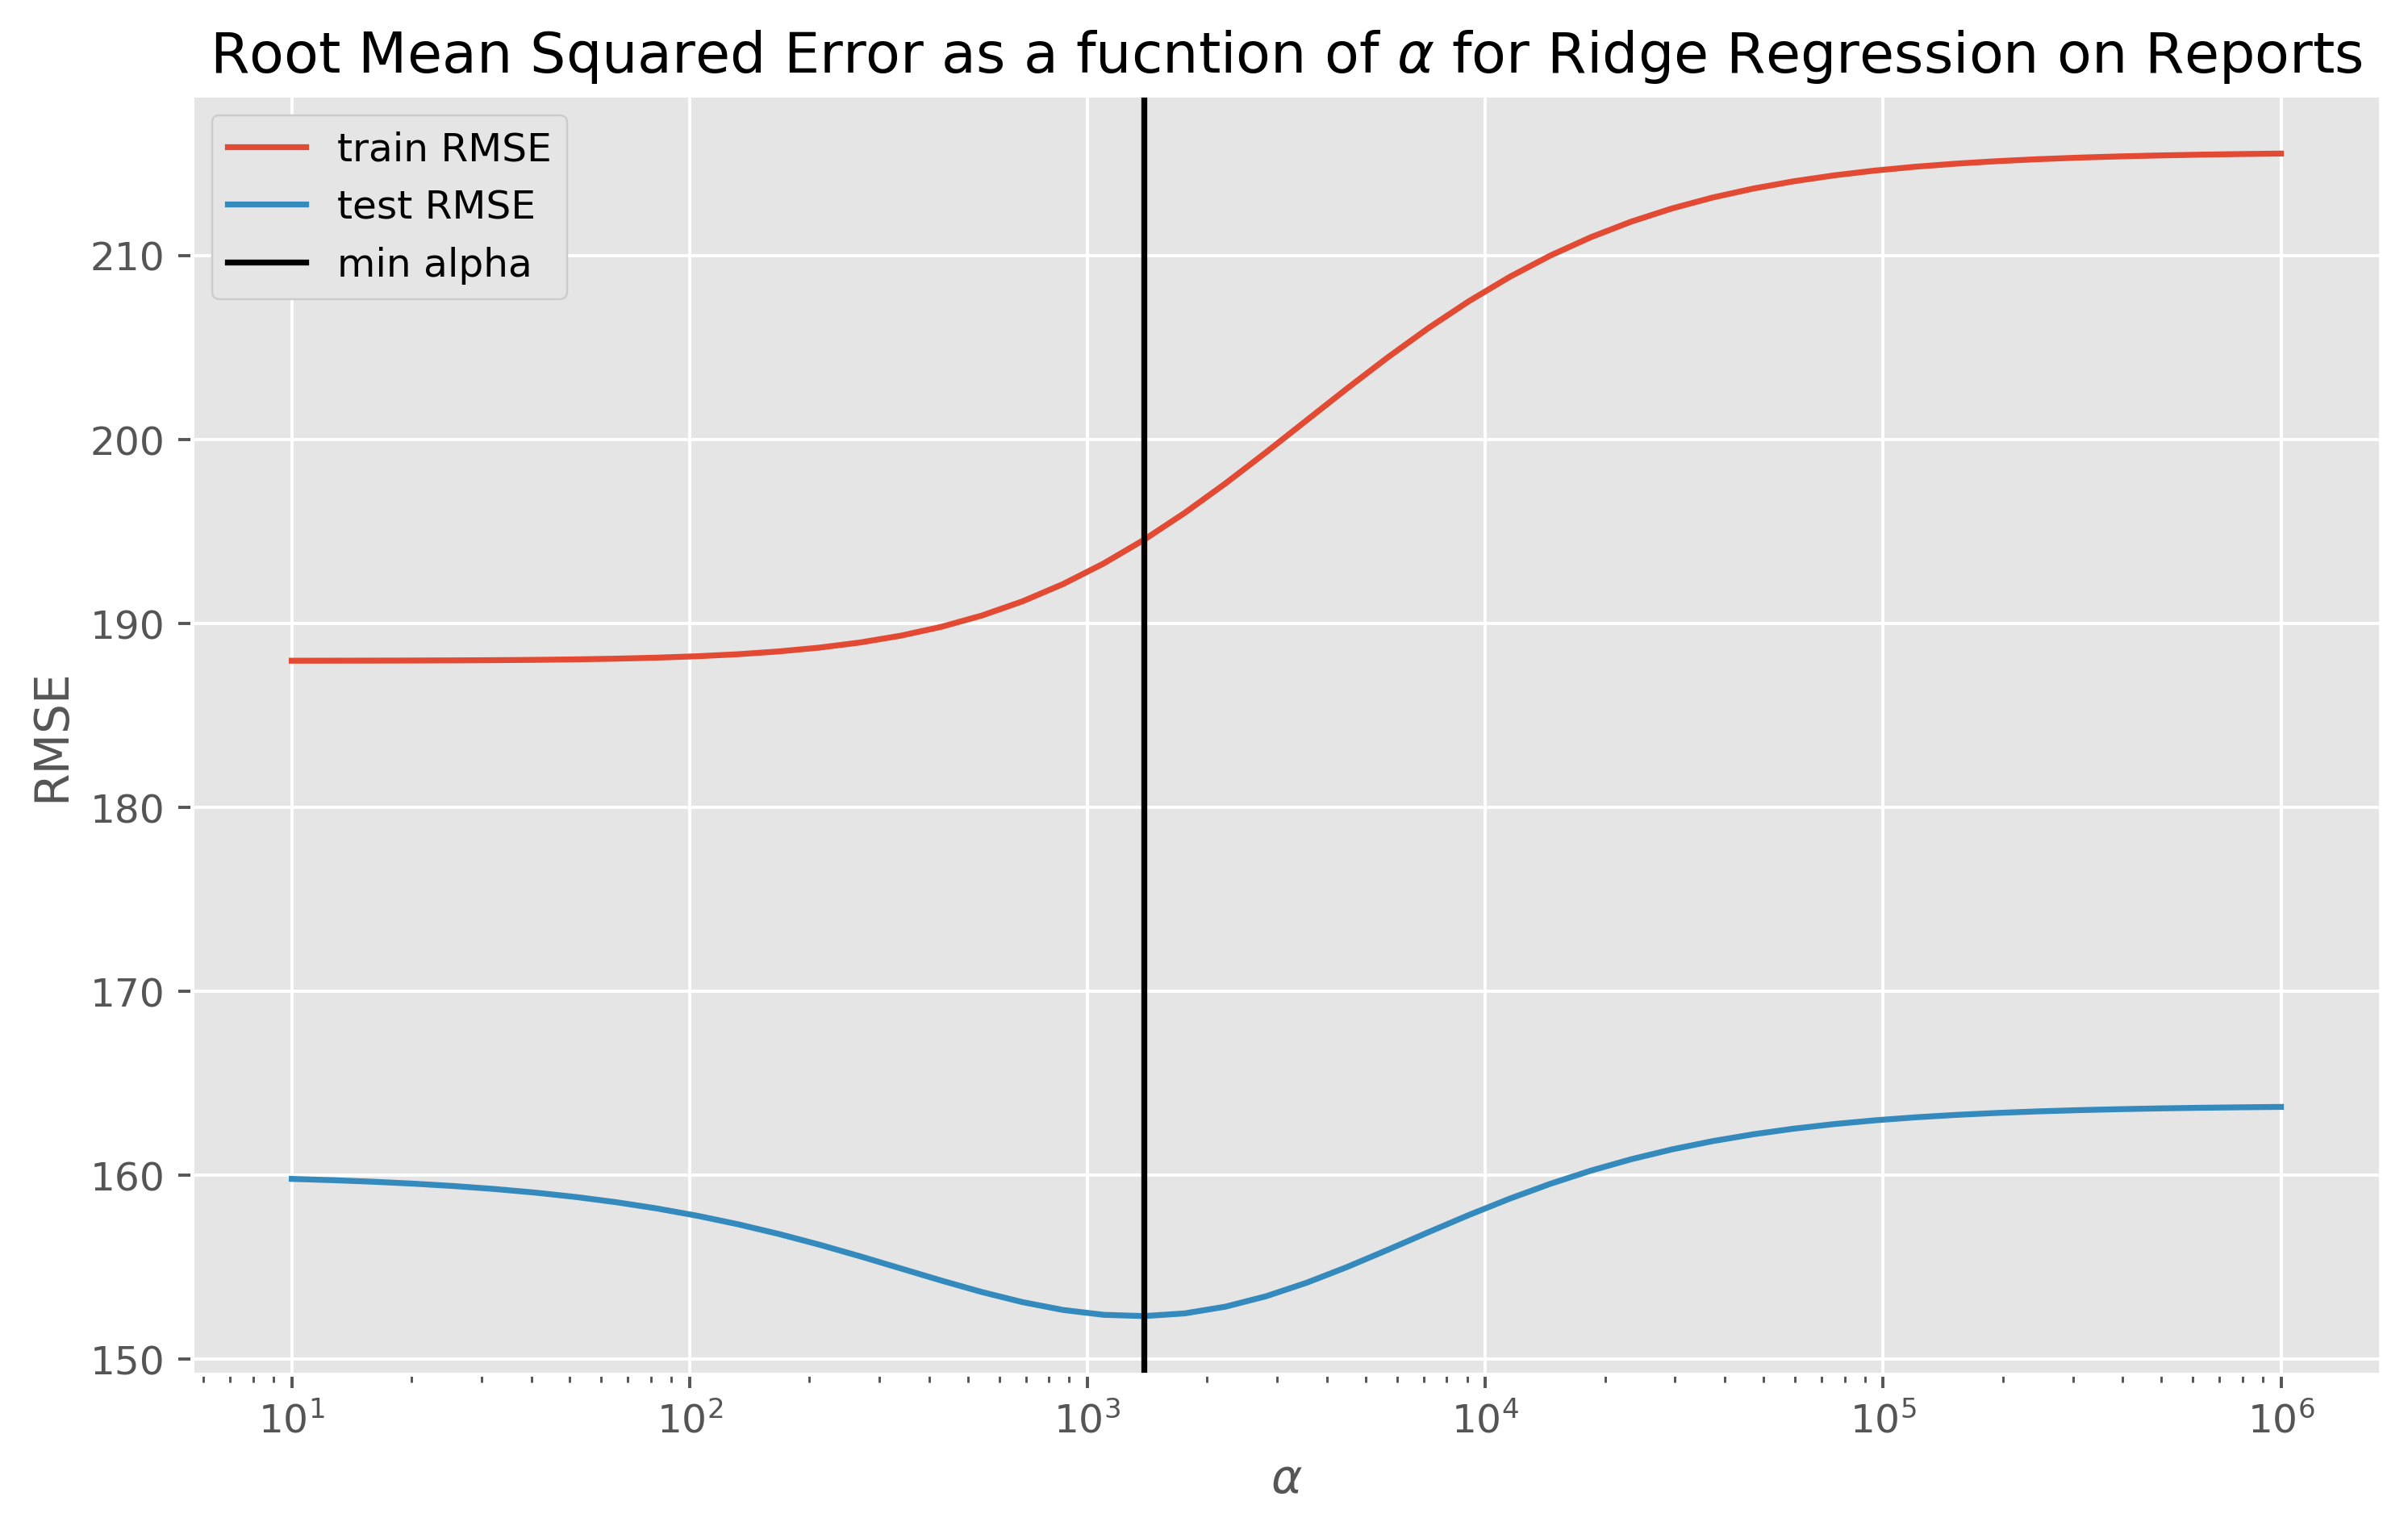 Root Mean Squared Error as a fucntion of α for Ridge Regression on Reports
train RMSE
test RMSE
min alpha
RMSE
210
200
190
180
170
160
150
10¹ 10² 10³ 10⁴ 10⁵ 10⁶
α